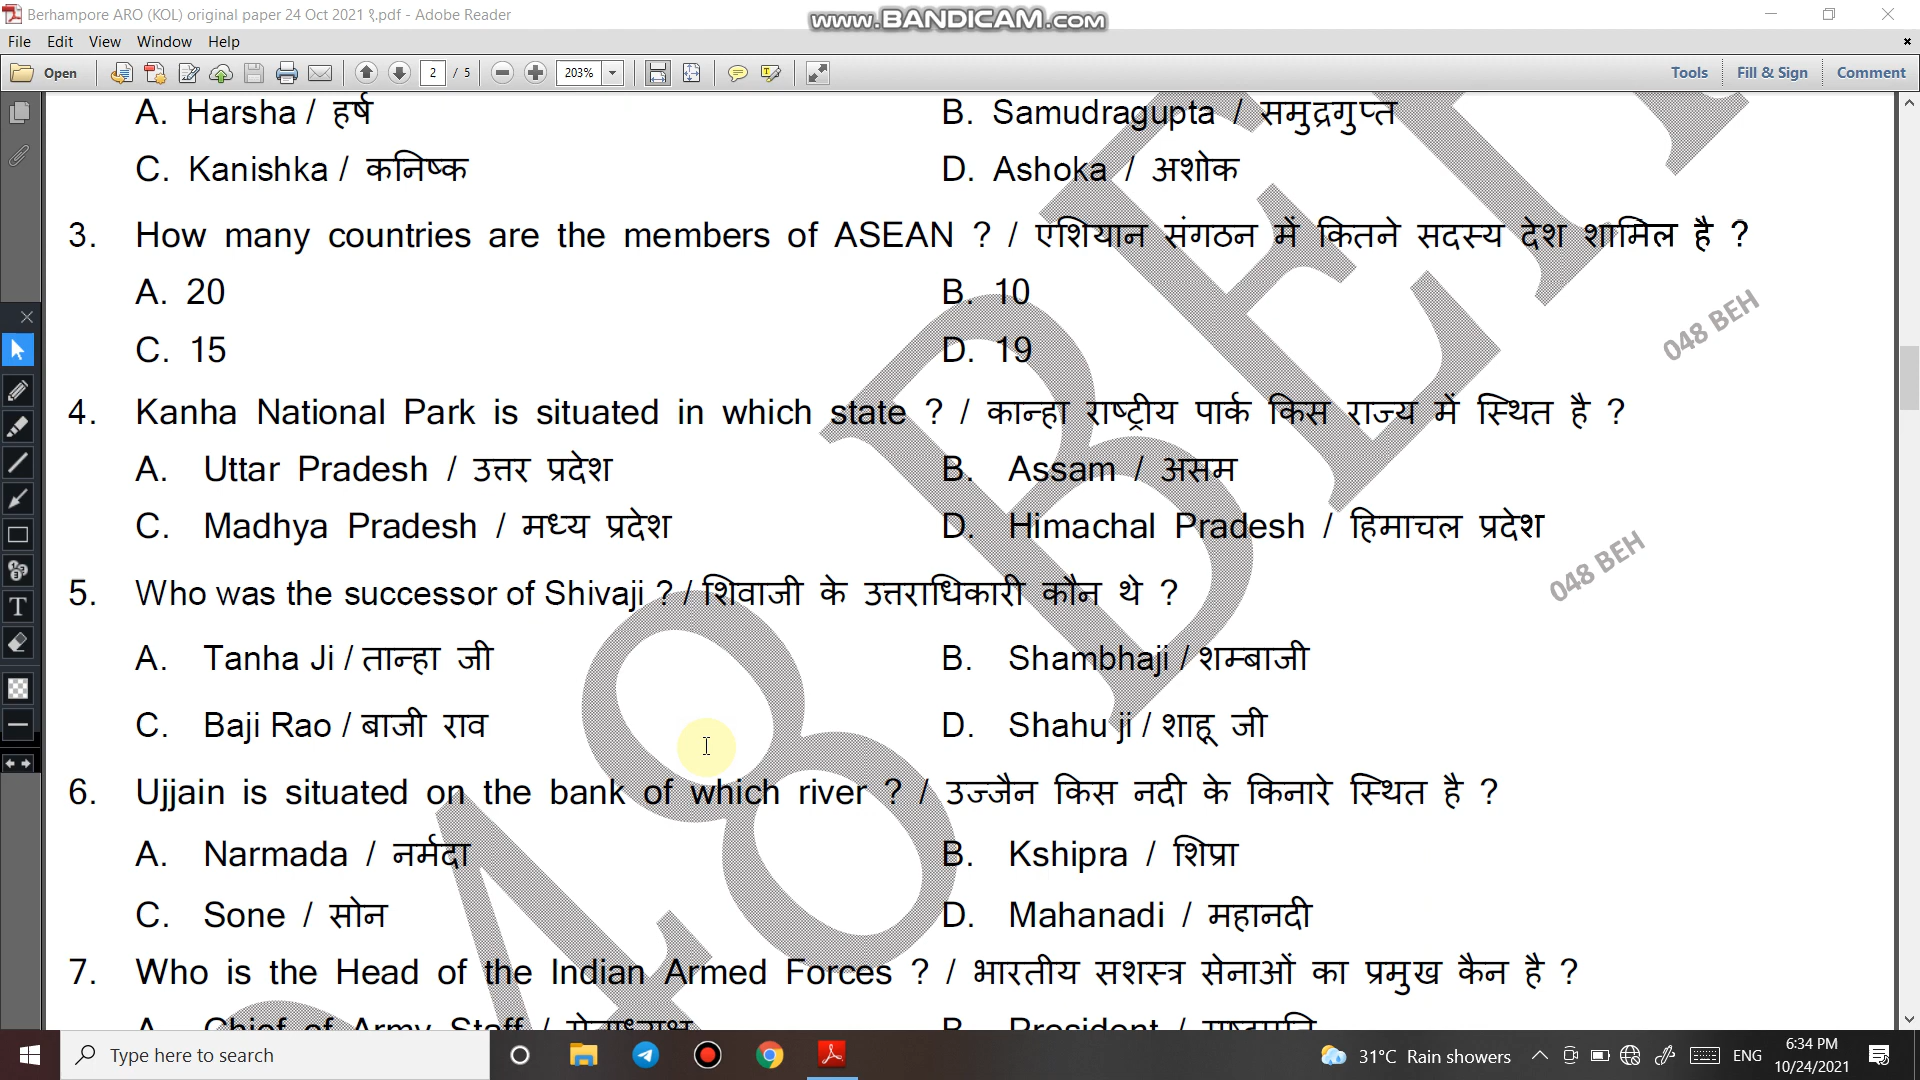 Berhampore ARO (KOL) original paper 24 Oct 2021 १.pdf - Adobe Reader
www.BANDICAM.com
File Edit View Window Help
Open 2 / 5 203% Tools Fill & Sign Comment
A. Harsha / हर्ष B. Samudragupta / समुद्रगुप्त
C. Kanishka / कनिष्क D. Ashoka / अशोक
3. How many countries are the members of ASEAN ? / एशियान संगठन में कितने सदस्य देश शामिल है ?
A. 20 B. 10
C. 15 D. 19
048 BEH
4. Kanha National Park is situated in which state ? / कान्हा राष्ट्रीय पार्क किस राज्य में स्थित है ?
A. Uttar Pradesh / उत्तर प्रदेश B. Assam / असम
C. Madhya Pradesh / मध्य प्रदेश D. Himachal Pradesh / हिमाचल प्रदेश
048 BEH
5. Who was the successor of Shivaji ? / शिवाजी के उत्तराधिकारी कौन थे ?
A. Tanha Ji / तान्हा जी B. Shambhaji / शम्बाजी
C. Baji Rao / बाजी राव D. Shahu ji / शाहू जी
6. Ujjain is situated on the bank of which river ? / उज्जैन किस नदी के किनारे स्थित है ?
A. Narmada / नर्मदा B. Kshipra / शिप्रा
C. Sone / सोन D. Mahanadi / महानदी
7. Who is the Head of the Indian Armed Forces ? / भारतीय सशस्त्र सेनाओं का प्रमुख कैन है ?
A. Chief of Army Staff / सेनाध्यक्ष B. President / राष्ट्रपति
Type here to search 31°C Rain showers ENG 6:34 PM
10/24/2021